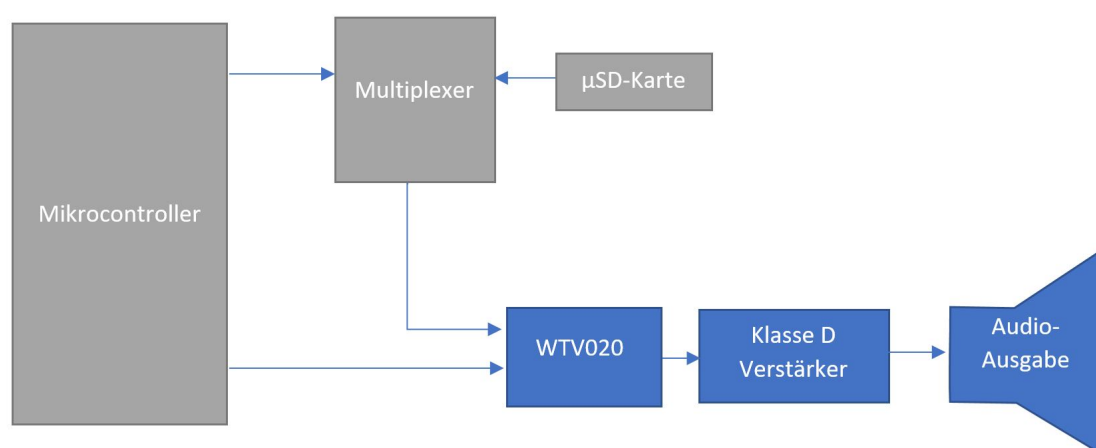 Multiplexer
µSD-Karte
Mikrocontroller
WTV020
Klasse D
Verstärker
Audio-
Ausgabe